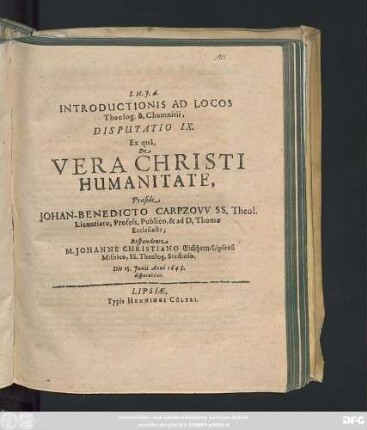 I. N. J. A.
INTRODUCTIONIS AD LOCOS
Theolog. B. Chemnitii,
DISPUTATIO IX.
Ex quâ,
De
VERA CHRISTI
HUMANITATE,
Præside
JOHAN-BENEDICTO CARPZOVV SS. Theol.
Licentiato, Profess. Publico, & ad D. Thomæ
Ecclesiaste,
Respondente
M. JOHANNE CHRISTIANO
Misnico, SS. Theolog. Studioso,
Die 15. Junii Anni 1648.
disputabitur.
LIPSIÆ,
Typis HENNINGI CÖLERI.